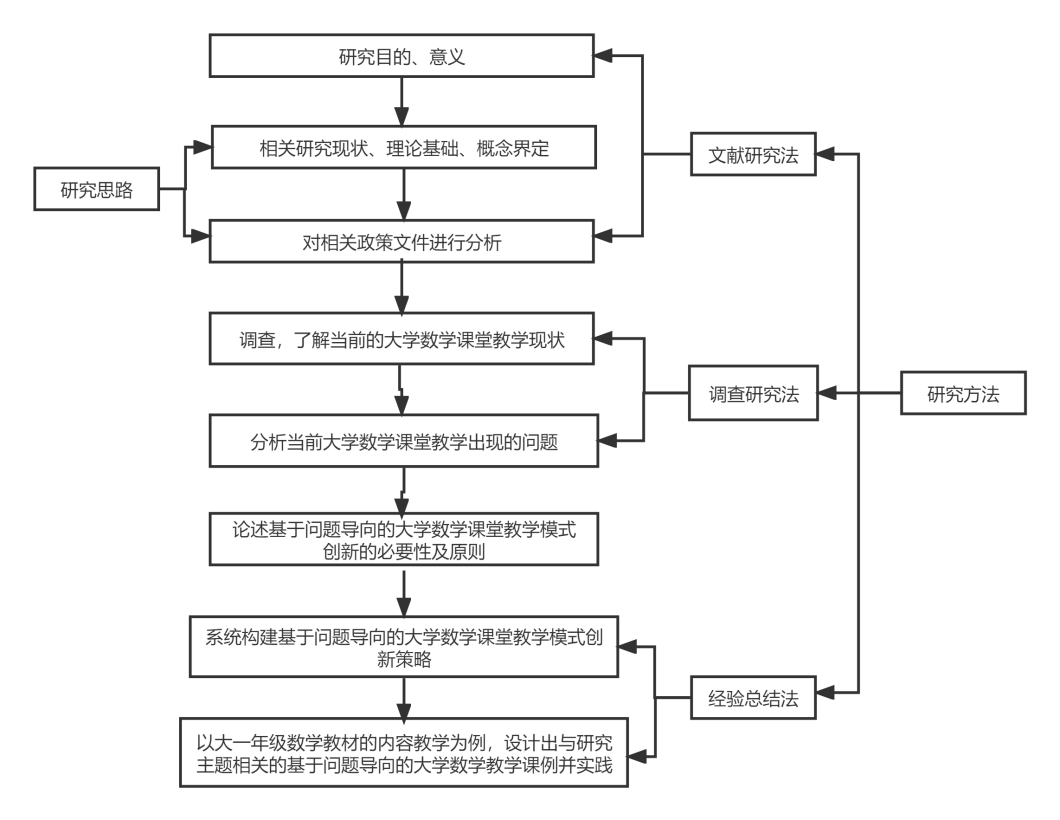 研究目的、意义
相关研究现状、理论基础、概念界定
文献研究法
研究思路
对相关政策文件进行分析
调查，了解当前的大学数学课堂教学现状
调查研究法
研究方法
分析当前大学数学课堂教学出现的问题
论述基于问题导向的大学数学课堂教学模式
创新的必要性及原则
系统构建基于问题导向的大学数学课堂教学模式创
新策略
经验总结法
以大一年级数学教材的内容教学为例，设计出与研究
主题相关的基于问题导向的大学数学教学课例并实践